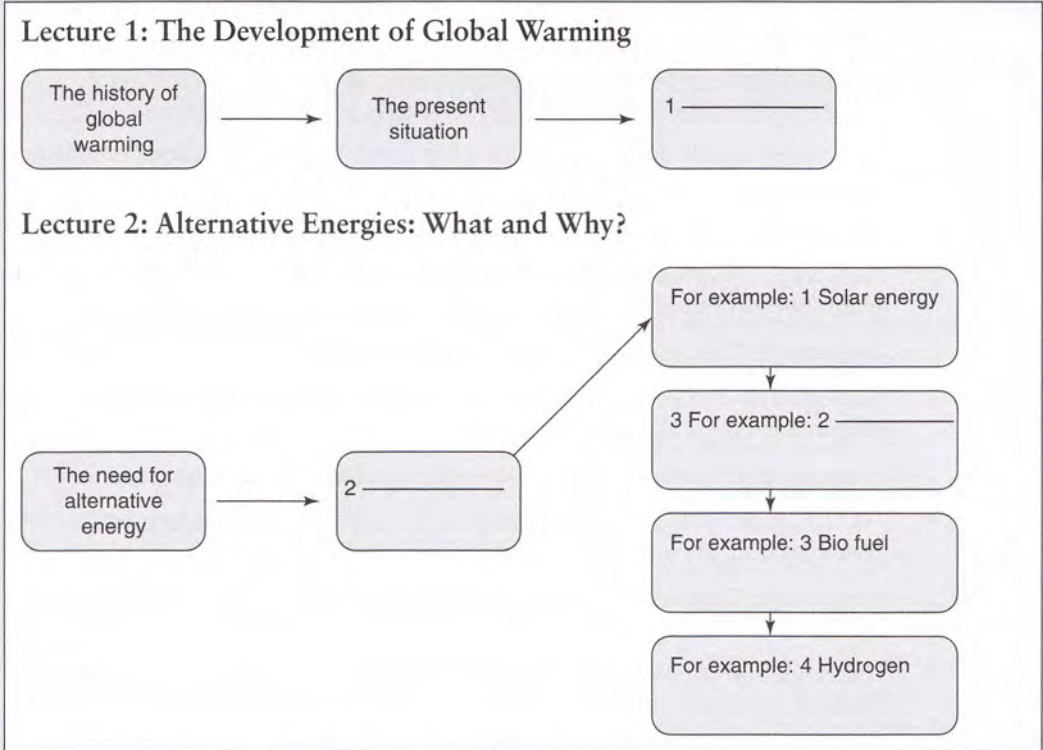 Lecture 1: The Development of Global Warming
The history of
global
warming
The present
situation
1
Lecture 2: Alternative Energies: What and Why?
The need for
alternative
energy
2
For example: 1 Solar energy
3 For example: 2
For example: 3 Bio fuel
For example: 4 Hydrogen